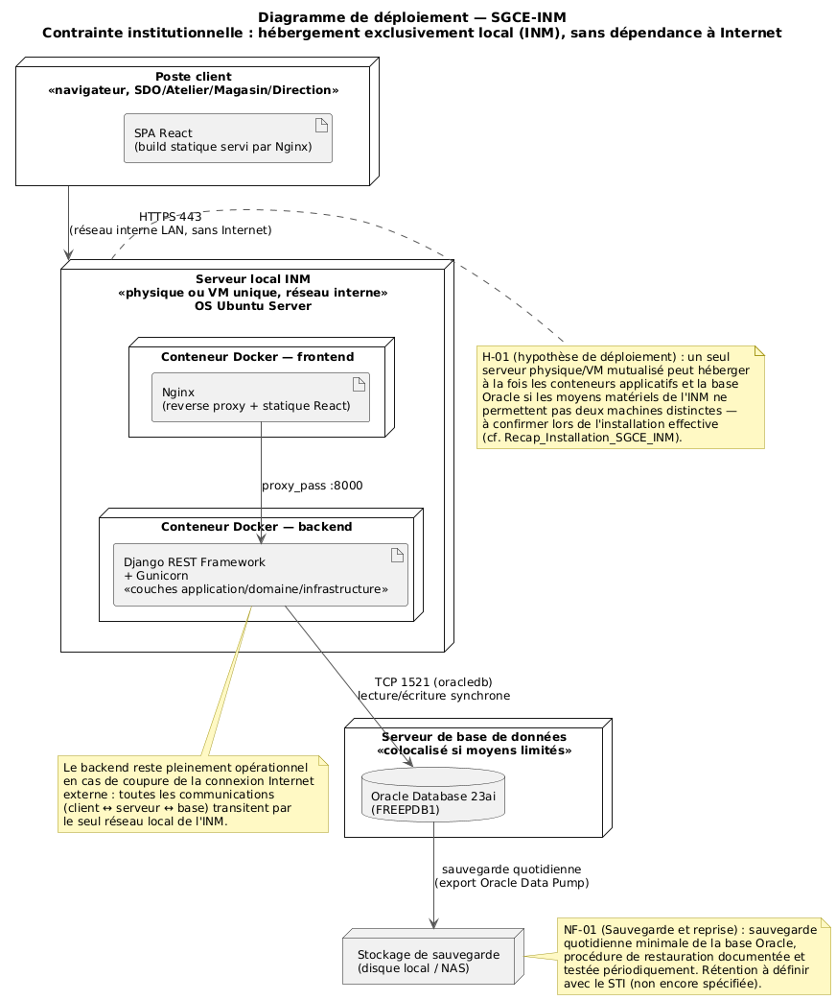 Diagramme de déploiement — SGCE-INM
Contrainte institutionnelle : hébergement exclusivement local (INM), sans dépendance à Internet
Poste client
«navigateur, SDO/Atelier/Magasin/Direction»
SPA React
(build statique servi par Nginx)
HTTPS 443
(réseau interne LAN, sans Internet)
Serveur local INM
«physique ou VM unique, réseau interne»
OS Ubuntu Server
Conteneur Docker — frontend
Nginx
(reverse proxy + statique React)
H-01 (hypothèse de déploiement) : un seul
serveur physique/VM mutualisé peut héberger
à la fois les conteneurs applicatifs et la base
Oracle si les moyens matériels de l'INM ne
permettent pas deux machines distinctes —
à confirmer lors de l'installation effective
(cf. Recap_Installation_SGCE_INM).
proxy_pass :8000
Conteneur Docker — backend
Django REST Framework
+ Gunicorn
«couches application/domaine/infrastructure»
TCP 1521 (oracledb)
lecture/écriture synchrone
Serveur de base de données
«colocalisé si moyens limités»
Oracle Database 23ai
(FREEPDB1)
Le backend reste pleinement opérationnel
en cas de coupure de la connexion Internet
externe : toutes les communications
(client ↔ serveur ↔ base) transitent par
le seul réseau local de l'INM.
sauvegarde quotidienne
(export Oracle Data Pump)
Stockage de sauvegarde
(disque local / NAS)
NF-01 (Sauvegarde et reprise) : sauvegarde
quotidienne minimale de la base Oracle,
procédure de restauration documentée et
testée périodiquement. Rétention à définir
avec le STI (non encore spécifiée).